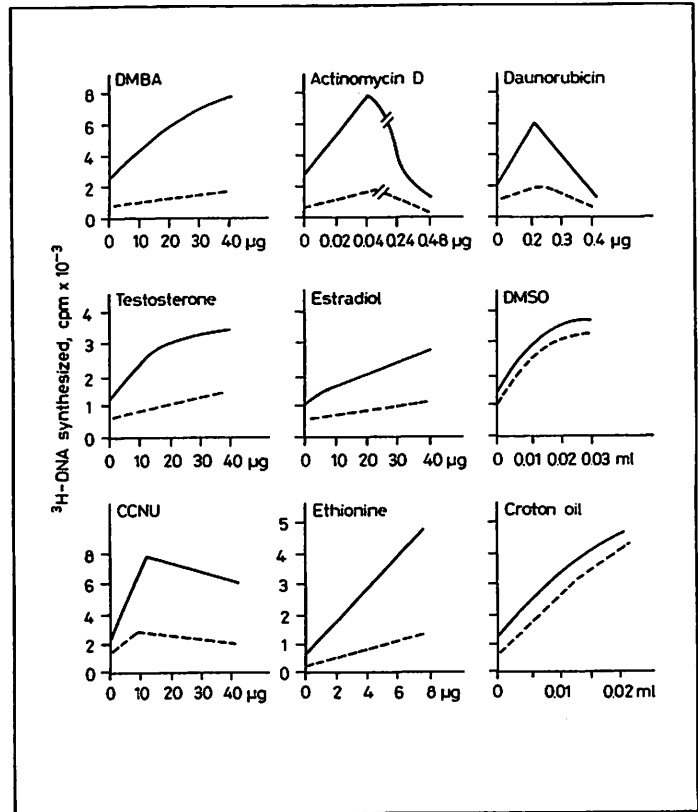 ³H-DNA synthesized, cpm x 10⁻³
DMBA
8
6
4
2
0
0 10 20 30 40 µg
Actinomycin D
0 0.02 0.04 0.24 0.48 µg
Daunorubicin
0 0.2 0.3 0.4 µg
Testosterone
4
3
2
1
0
0 10 20 30 40 µg
Estradiol
0 10 20 30 40 µg
DMSO
0 0.01 0.02 0.03 ml
CCNU
8
6
4
2
0
0 10 20 30 40 µg
Ethionine
5
4
3
2
1
0
0 2 4 6 8 µg
Croton oil
0 0.01 0.02 ml